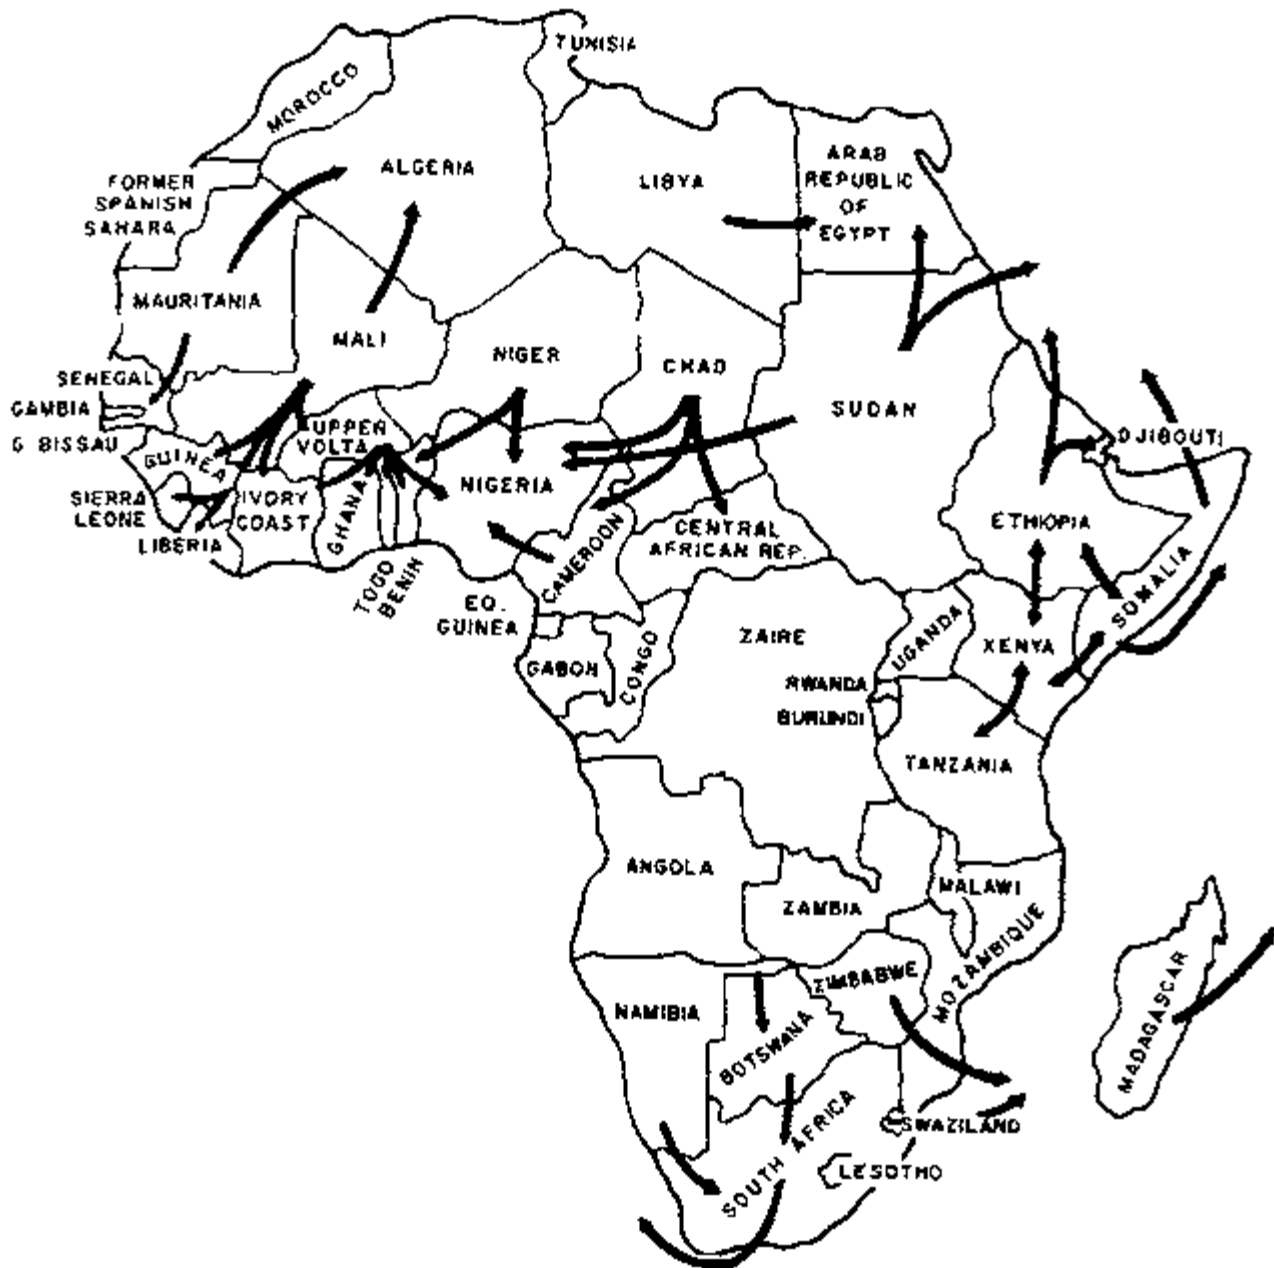 TUNISIA
MOROCCO
ALGERIA
LIBYA
ARAB
REPUBLIC
OF
EGYPT
FORMER
SPANISH
SAHARA
MAURITANIA
MALI
NIGER
CHAD
SUDAN
SENEGAL
GAMBIA
G BISSAU
GUINEA
UPPER
VOLTA
DJIBOUTI
SIERRA
LEONE
LIBERIA
IVORY
COAST
GHANA
TOGO
BENIN
NIGERIA
CAMEROON
CENTRAL
AFRICAN REP.
ETHIOPIA
SOMALIA
EQ.
GUINEA
GABON
CONGO
ZAIRE
UGANDA
KENYA
RWANDA
BURUNDI
TANZANIA
ANGOLA
ZAMBIA
MALAWI
MOZAMBIQUE
ZIMBABWE
NAMIBIA
BOTSWANA
MADAGASCAR
SWAZILAND
SOUTH AFRICA
LESOTHO